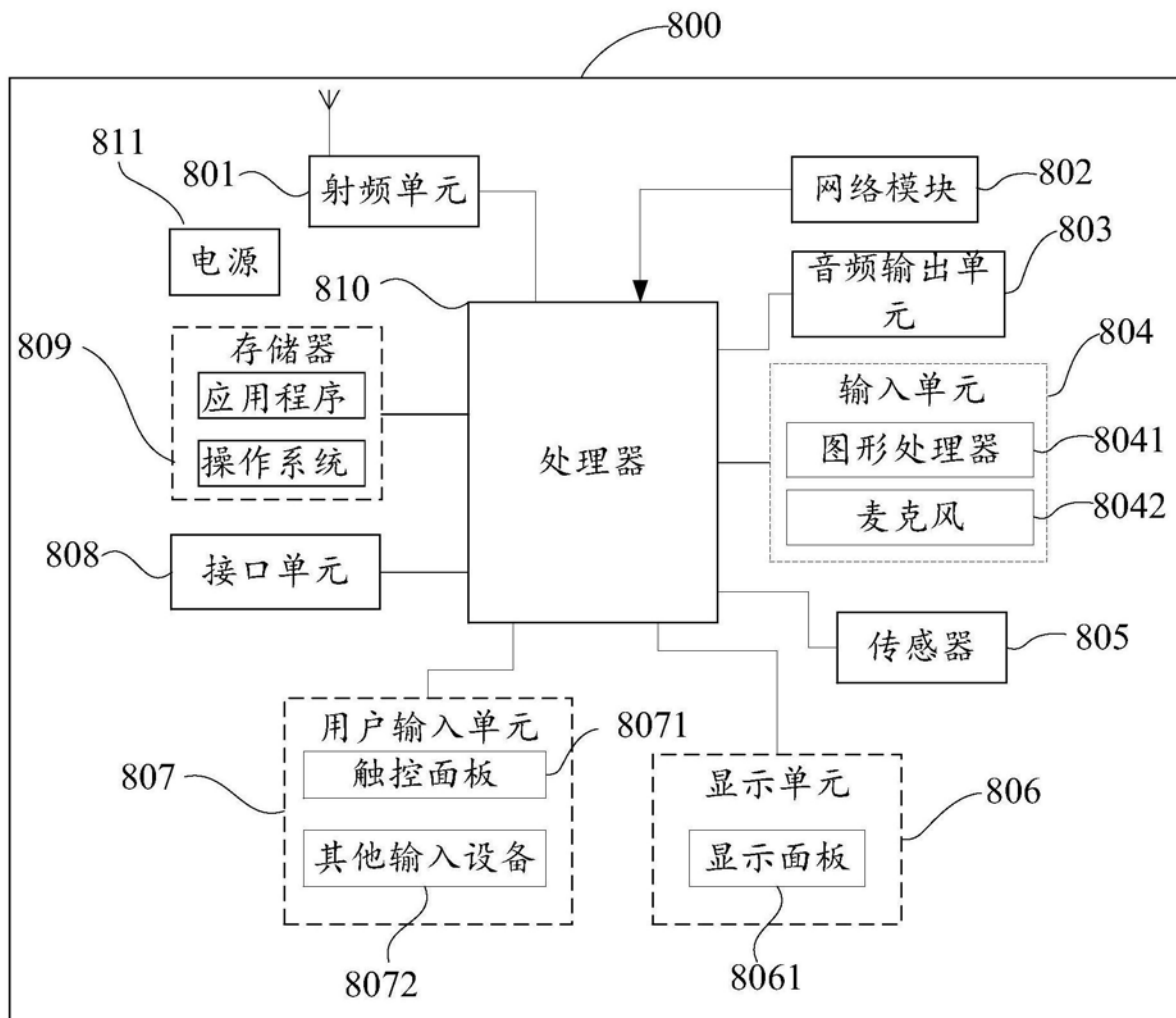 800
811
801
射频单元
网络模块
802
803
电源
810
音频输出单
元
809
存储器
应用程序
操作系统
处理器
804
输入单元
图形处理器
8041
麦克风
8042
808
接口单元
传感器
805
用户输入单元
8071
807
触控面板
其他输入设备
8072
显示单元
806
显示面板
8061